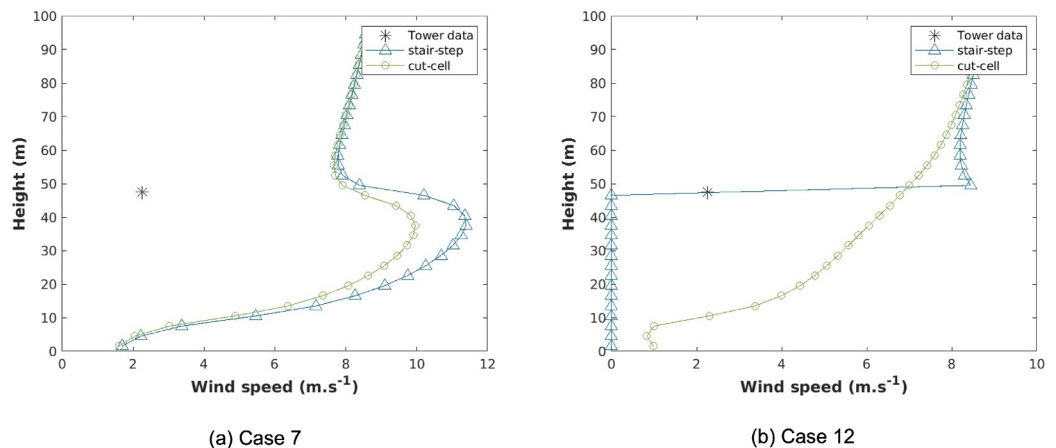 100
90
80
70
60
50
40
30
20
10
0
Height (m)
0 2 4 6 8 10 12
Wind speed (m.s⁻¹)
Tower data
stair-step
cut-cell
(a) Case 7
100
90
80
70
60
50
40
30
20
10
0
Height (m)
0 2 4 6 8 10
Wind speed (m.s⁻¹)
Tower data
stair-step
cut-cell
(b) Case 12